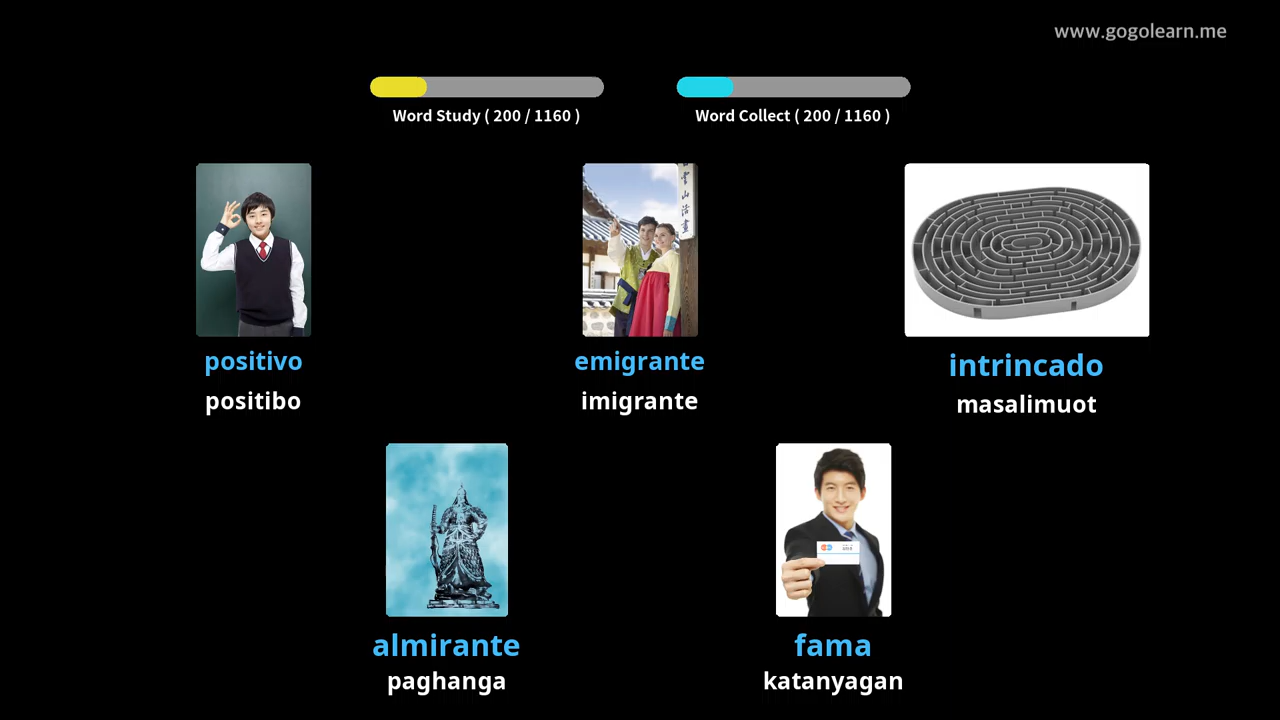 www.gogolearn.me
Word Study ( 200 / 1160 )
Word Collect ( 200 / 1160 )
positivo
positibo
emigrante
imigrante
intrincado
masalimuot
almirante
paghanga
fama
katanyagan